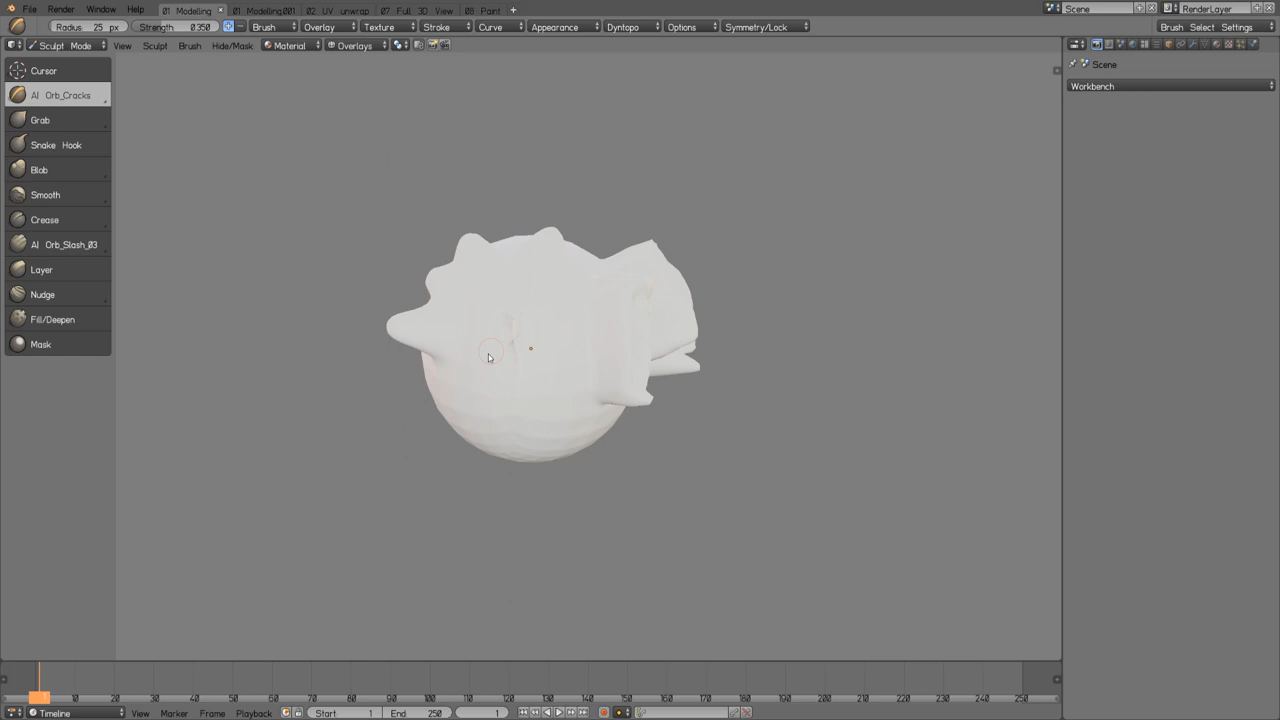 File Render Window Help 01 Modelling 01 Modelling.001 02 UV unwrap 07 Full 3D View 08 Paint Scene RenderLayer
Radius 25 px Strength 0.350 Brush Overlay Texture Stroke Curve Appearance Dyntopo Options Symmetry/Lock Brush Select Settings
Sculpt Mode View Sculpt Brush Hide/Mask Material Overlays
Scene
Workbench
Cursor
AI Orb_Cracks
Grab
Snake Hook
Blob
Smooth
Crease
AI Orb_Slash_03
Layer
Nudge
Fill/Deepen
Mask
1 10 20 30 40 50 60 70 80 90 100 110 120 130 140 150 160 170 180 190 200 210 220 230 240 250
Timeline View Marker Frame Playback Start 1 End 250 1